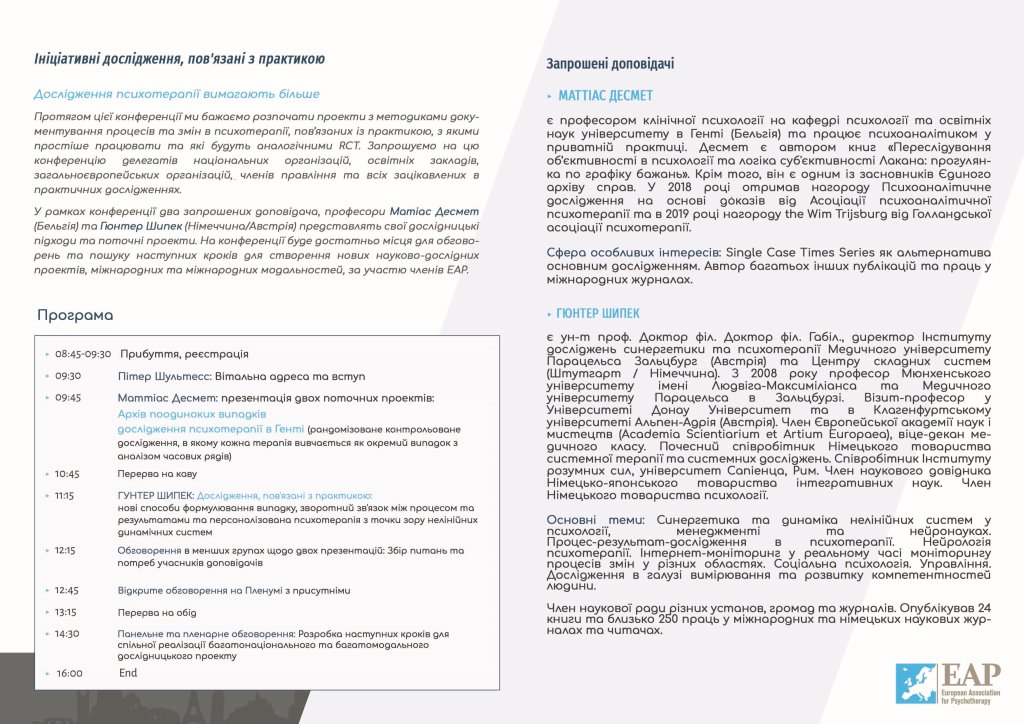 Ініціативні дослідження, пов'язані з практикою
Дослідження психотерапії вимагають більше
Протягом цієї конференції ми бажаємо розпочати проекти з методиками доку-
ментування процесів та змін в психотерапії, пов'язаних із практикою, з якими
простіше працювати та які будуть аналогічними RCT. Запрошуємо на цю
конференцію делегатів національних організацій, освітніх закладів,
загальноєвропейських організацій, членів правління та всіх зацікавлених в
практичних дослідженнях.
У рамках конференції два запрошених доповідача, професори Матіас Десмет
(Бельгія) та Гюнтер Шипек (Німеччина/Австрія) представлять свої дослідницькі
підходи та поточні проекти. На конференції буде достатньо місця для обгово-
рень та пошуку наступних кроків для створення нових науково-дослідних
проектів, міжнародних та міжнародних модальностей, за участю членів ЕАР.
Програма
▸ 08:45-09:30 Прибуття, реєстрація
▸ 09:30 Пітер Шультесс: Вітальна адреса та вступ
▸ 09:45 Маттіас Десмет: презентація двох поточних проектів:
Архів поодиноких випадків
дослідження психотерапії в Генті (рандомізоване контрольоване
дослідження, в якому кожна терапія вивчається як окремий випадок з
аналізом часових рядів)
▸ 10:45 Перерва на кову
▸ 11:15 ГУНТЕР ШИПЕК: Дослідження, пов'язані з практикою:
нові способи формулювання випадку, зворотний зв'язок між процесом та
результатами та персоналізована психотерапія з точки зору нелінійних
динамічних систем
▸ 12:15 Обговорення в менших групах щодо двох презентацій: Збір питань та
потреб учасників доповідачів
▸ 12:45 Відкрите обговорення на Пленумі з присутніми
▸ 13:15 Перерва на обід
▸ 14:30 Панельне та пленарне обговорення: Розробка наступних кроків для
спільної реалізації багатонаціонального та багатомодального
дослідницького проекту
▸ 16:00 End
Запрошені доповідачі
▸ МАТТІАС ДЕСМЕТ
є професором клінічної психології на кафедрі психології та освітніх
наук університету в Генті (Бельгія) та працює психоаналітиком у
приватній практиці. Десмет є автором книг «Переслідування
об'єктивності в психології та логіка суб'єктивності Лакана: прогулян-
ка по графіку бажань». Крім того, він є одним із засновників Єдиного
архіву справ. У 2018 році отримав нагороду Психоаналітичне
дослідження на основі доказів від Асоціації психоаналітичної
психотерапії та в 2019 році нагороду the Wim Trijsburg від Голландської
асоціації психотерапії.
Сфера особливих інтересів: Single Case Times Series як альтернатива
основним дослідженням. Автор багатьох інших публікацій та праць у
міжнародних журналах.
▸ ГЮНТЕР ШИПЕК
є ун-т проф. Доктор філ. Доктор філ. Габіл., директор Інституту
досліджень синергетики та психотерапії Медичного університету
Парацельса Зальцбург (Австрія) та Центру складних систем
(Штутгарт / Німеччина). З 2008 року професор Мюнхенського
університету імені Людвіга-Максиміліанса та Медичного
університету Парацельса в Зальцбурзі. Візит-професор у
Університеті Донау Університет та в Клагенфуртському
університеті Альпен-Адрія (Австрія). Член Європейської академії наук і
мистецтв (Academia Scientiarium et Artium Europaea), віце-декан ме-
дичного класу. Почесний співробітник Німецького товариства
системної терапії та системних досліджень. Співробітник Інституту
розумних сил, університет Сапіенца, Рим. Член наукового довідника
Німецько-японського товариства інтегративних наук. Член
Німецького товариства психології.
Основні теми: Синергетика та динаміка нелінійних систем у
психології, менеджменті та нейронауках.
Процес-результат-дослідження в психотерапії. Нейрологія
психотерапії. Інтернет-моніторинг у реальному часі моніторингу
процесів змін у різних областях. Соціальна психологія. Управління.
Дослідження в галузі вимірювання та розвитку компетентностей
людини.
Член наукової ради різних установ, громад та журналів. Опублікував 24
книги та близько 250 праць у міжнародних та німецьких наукових жур-
налах та читачах.
EAP
European Association
for Psychotherapy